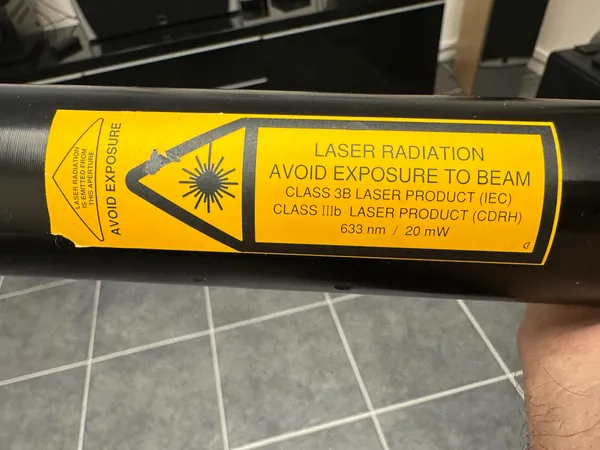 LASER RADIATION
IS EMITTED FROM
THIS APERTURE
AVOID EXPOSURE
LASER RADIATION
AVOID EXPOSURE TO BEAM
CLASS 3B LASER PRODUCT (IEC)
CLASS IIIb LASER PRODUCT (CDRH)
633 nm / 20 mW